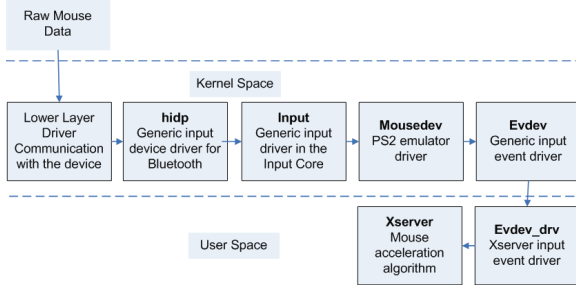 Raw Mouse
Data
Kernel Space
Lower Layer
Driver
Communication
with the device
hidp
Generic input
device driver for
Bluetooth
Input
Generic input
driver in the
Input Core
Mousedev
PS2 emulator
driver
Evdev
Generic input
event driver
User Space
Xserver
Mouse
acceleration
algorithm
Evdev_drv
Xserver input
event driver